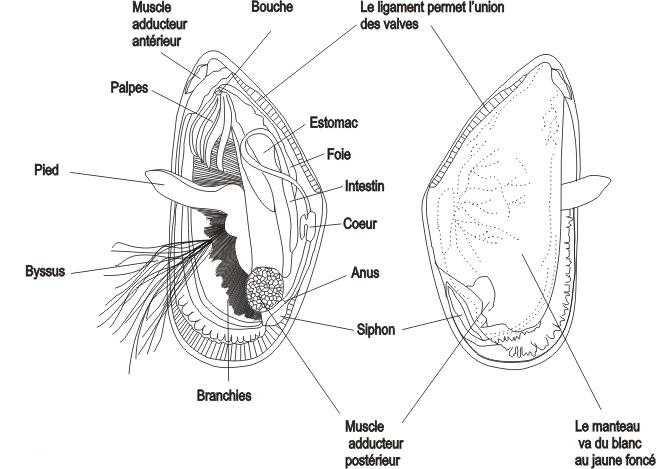 Muscle
adducteur
antérieur
Bouche
Le ligament permet l'union
des valves
Palpes
Estomac
Foie
Pied
Intestin
Coeur
Byssus
Anus
Siphon
Branchies
Muscle
adducteur
postérieur
Le manteau
va du blanc
au jaune foncé